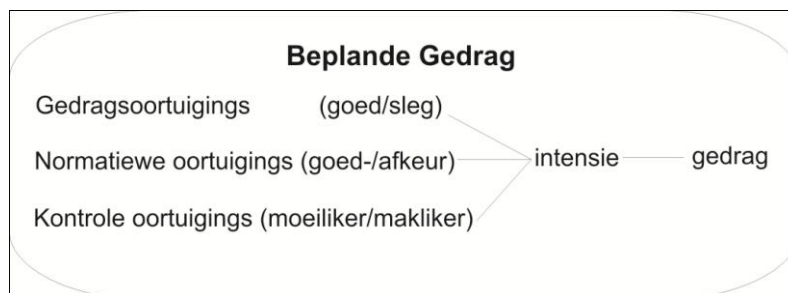 Beplande Gedrag
Gedragsoortuigings (goed/sleg)
Normatiewe oortuigings (goed-/afkeur) intensie gedrag
Kontrole oortuigings (moeiliker/makliker)